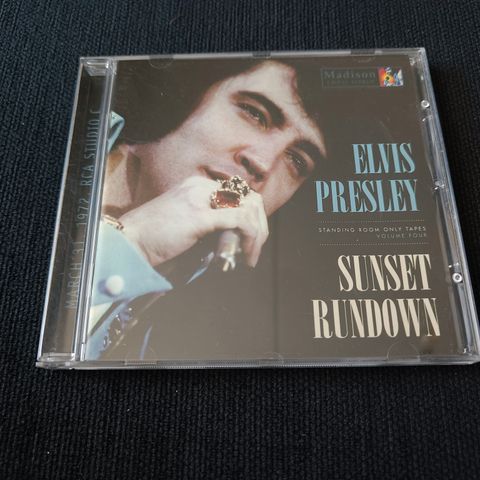 Madison
ELVIS
PRESLEY
STANDING ROOM ONLY TAPES
VOLUME FOUR
SUNSET
RUNDOWN
MARCH 31, 1972, RCA STUDIO C